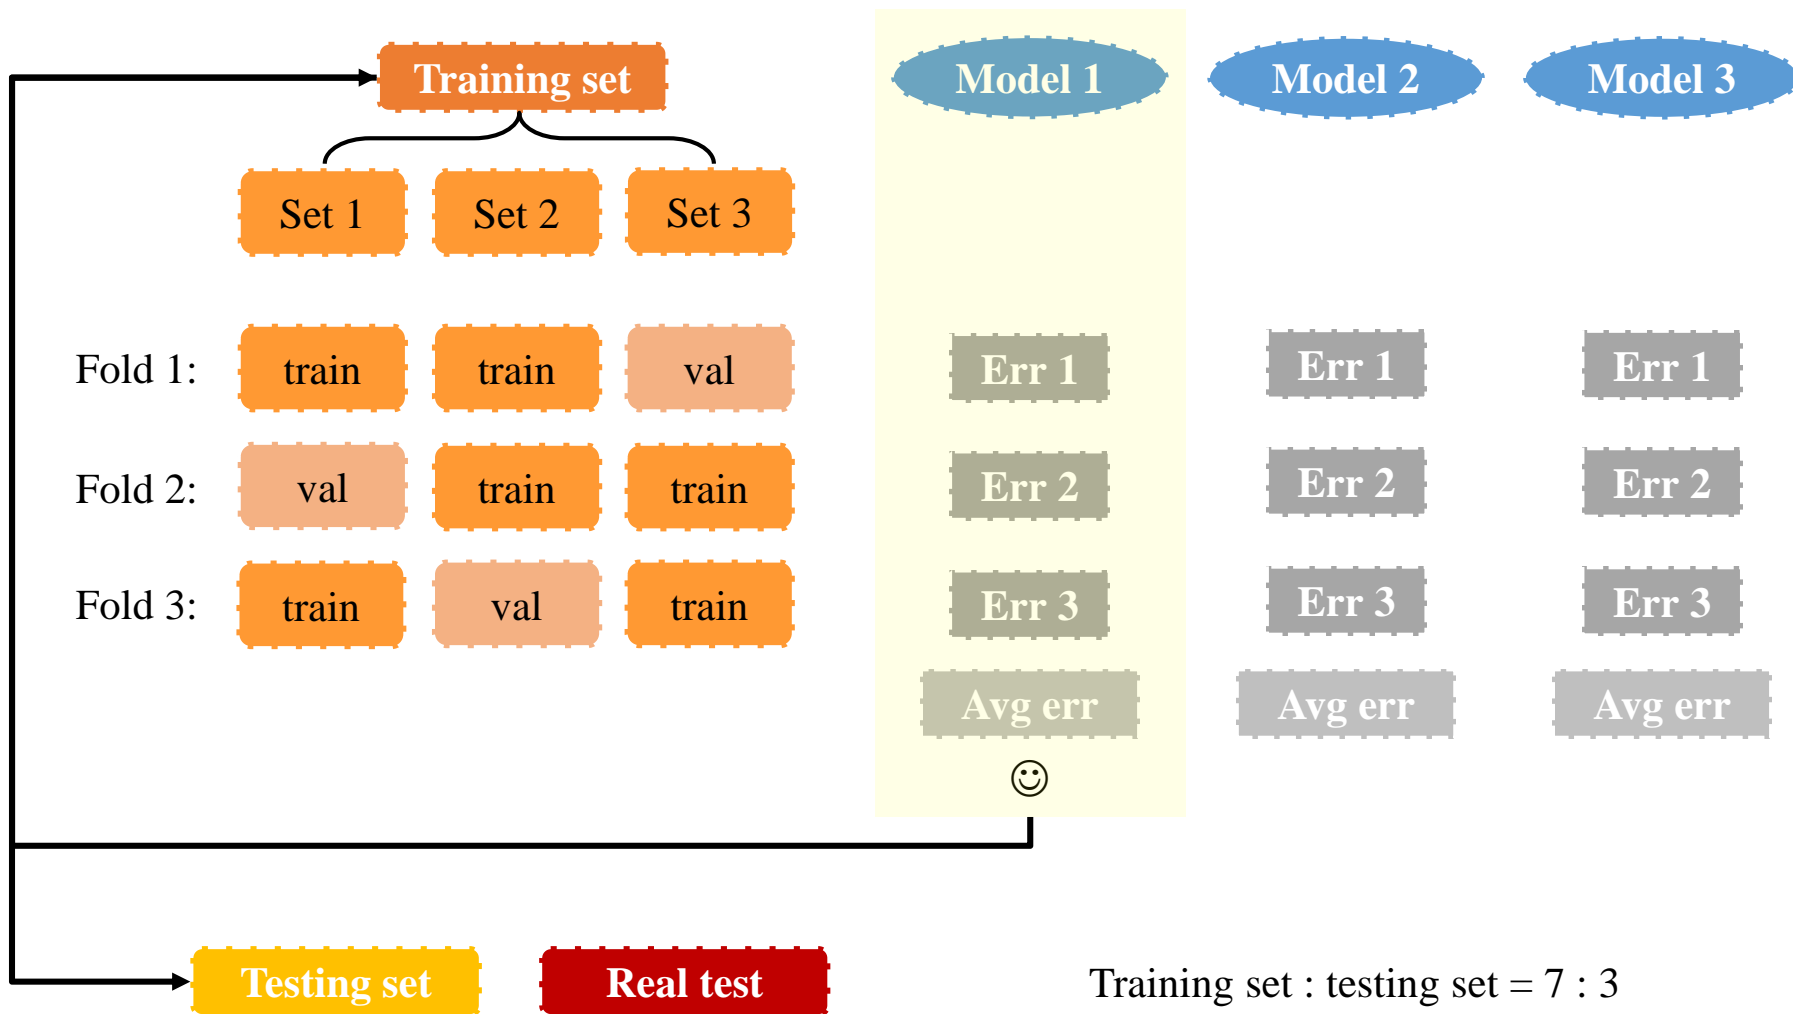 Training set
Model 1 Model 2 Model 3
Set 1 Set 2 Set 3
Fold 1: train train val Err 1 Err 1 Err 1
Fold 2: val train train Err 2 Err 2 Err 2
Fold 3: train val train Err 3 Err 3 Err 3
Avg err Avg err Avg err
Testing set Real test Training set : testing set = 7 : 3